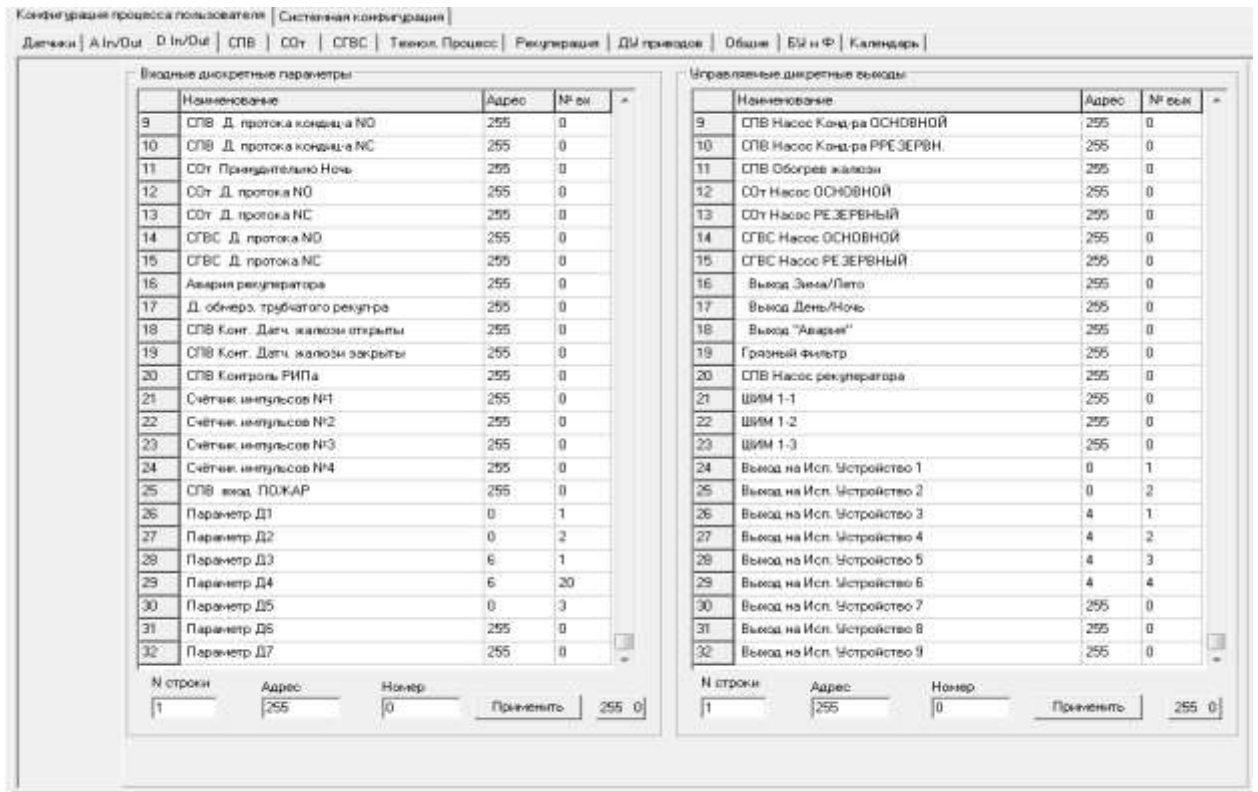 Конфигурация процесса пользователя Системная конфигурация
Датчики A In/Out D In/Out СПВ СОт СГВС Технол. Процесс Рекуперация ДУ приводов Общие БУ и Ф Календарь
Входные дискретные параметры
Наименование Адрес № вх
9 СПВ Д. протока кондиц-а NO 255 0
10 СПВ Д. протока кондиц-а NC 255 0
11 СОт Принудительно Ночь 255 0
12 СОт Д. протока NO 255 0
13 СОт Д. протока NC 255 0
14 СГВС Д. протока NO 255 0
15 СГВС Д. протока NC 255 0
16 Авария рекуператора 255 0
17 Д. обмерз. трубчатого рекуп-ра 255 0
18 СПВ Конт. Датч. жалюзи открыты 255 0
19 СПВ Конт. Датч. жалюзи закрыты 255 0
20 СПВ Контроль РИПа 255 0
21 Счётчик импульсов №1 255 0
22 Счётчик импульсов №2 255 0
23 Счётчик импульсов №3 255 0
24 Счётчик импульсов №4 255 0
25 СПВ вход ПОЖАР 255 0
26 Параметр Д1 0 1
27 Параметр Д2 0 2
28 Параметр Д3 6 1
29 Параметр Д4 6 20
30 Параметр Д5 0 3
31 Параметр Д6 255 0
32 Параметр Д7 255 0
N строки Адрес Номер
1 255 0 Применить 255 0
Управляемые дикретные выходы
Наименование Адрес № вых
9 СПВ Насос Конд-ра ОСНОВНОЙ 255 0
10 СПВ Насос Конд-ра РРЕЗЕРВН. 255 0
11 СПВ Обогрев жалюзи 255 0
12 СОт Насос ОСНОВНОЙ 255 0
13 СОт Насос РЕЗЕРВНЫЙ 255 0
14 СГВС Насос ОСНОВНОЙ 255 0
15 СГВС Насос РЕЗЕРВНЫЙ 255 0
16 Выход Зима/Лето 255 0
17 Выход День/Ночь 255 0
18 Выход "Авария" 255 0
19 Грязный фильтр 255 0
20 СПВ Насос рекуператора 255 0
21 ШИМ 1-1 255 0
22 ШИМ 1-2 255 0
23 ШИМ 1-3 255 0
24 Выход на Исп. Устройство 1 0 1
25 Выход на Исп. Устройство 2 0 2
26 Выход на Исп. Устройство 3 4 1
27 Выход на Исп. Устройство 4 4 2
28 Выход на Исп. Устройство 5 4 3
29 Выход на Исп. Устройство 6 4 4
30 Выход на Исп. Устройство 7 255 0
31 Выход на Исп. Устройство 8 255 0
32 Выход на Исп. Устройство 9 255 0
N строки Адрес Номер
1 255 0 Применить 255 0